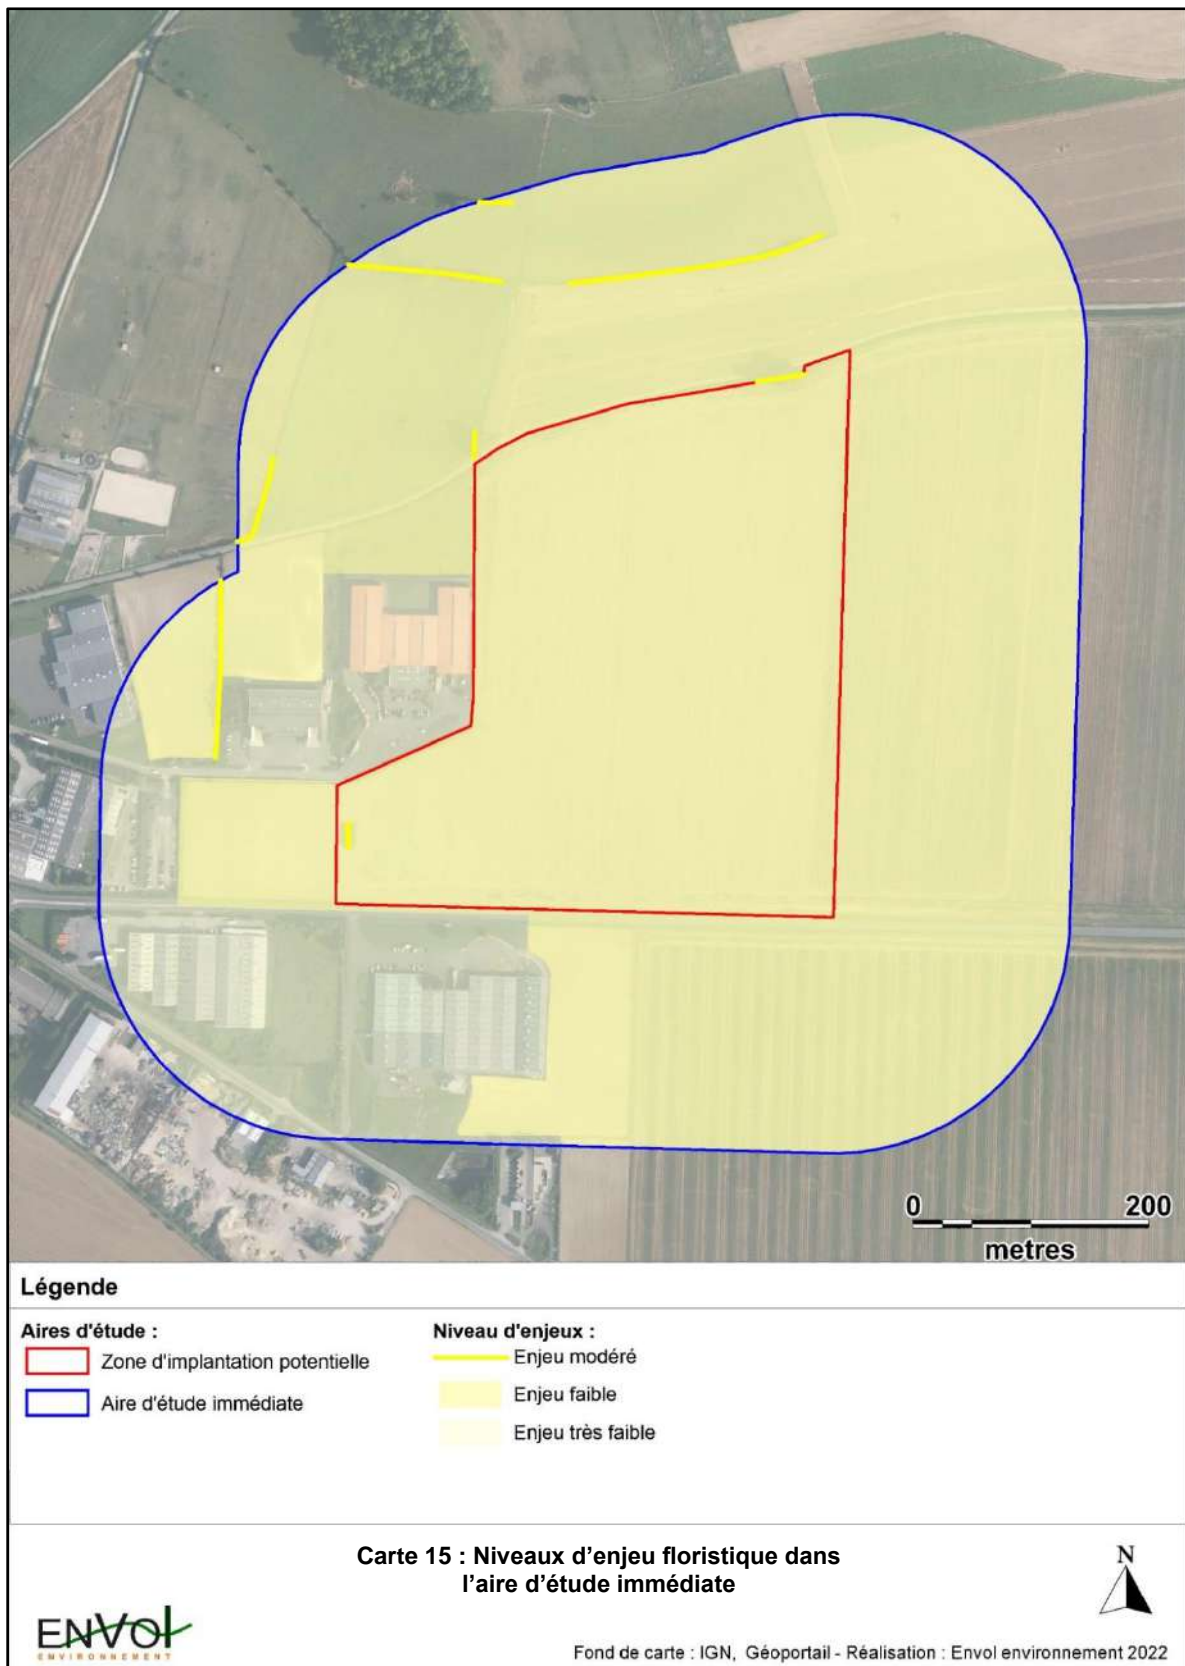 0 200
metres
Légende
Aires d'étude :
Zone d'implantation potentielle
Aire d'étude immédiate
Niveau d'enjeux :
Enjeu modéré
Enjeu faible
Enjeu très faible
Carte 15 : Niveaux d'enjeu floristique dans
l'aire d'étude immédiate
N
ENVOL
ENVIRONNEMENT
Fond de carte : IGN, Géoportail - Réalisation : Envol environnement 2022